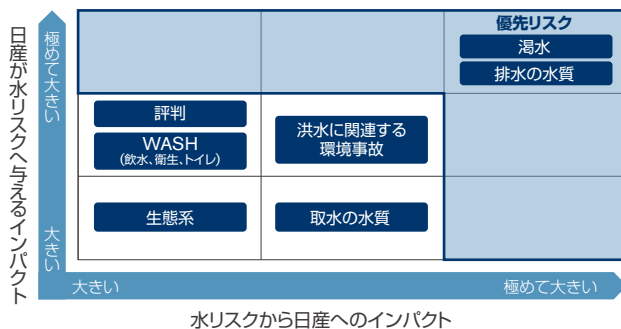 日産が水リスクへ与えるインパクト
極めて大きい
大きい
優先リスク
渇水
排水の水質
評判
WASH
(飲水、衛生、トイレ)
洪水に関連する
環境事故
生態系
取水の水質
大きい
極めて大きい
水リスクから日産へのインパクト